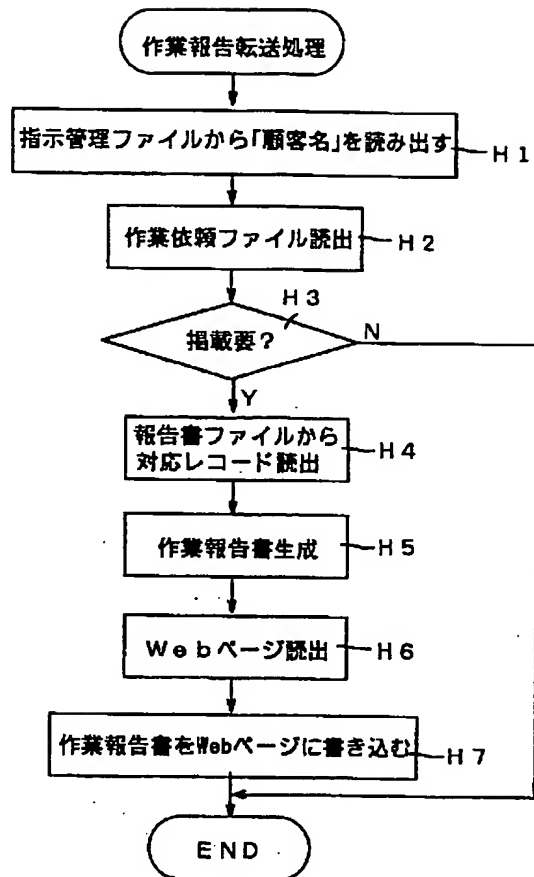 作業報告転送処理
指示管理ファイルから「顧客名」を読み出す
H1
作業依頼ファイル読出
H2
H3
掲載要?
N
Y
報告書ファイルから
対応レコード読出
H4
作業報告書生成
H5
Webページ読出
H6
作業報告書をWebページに書き込む
H7
END